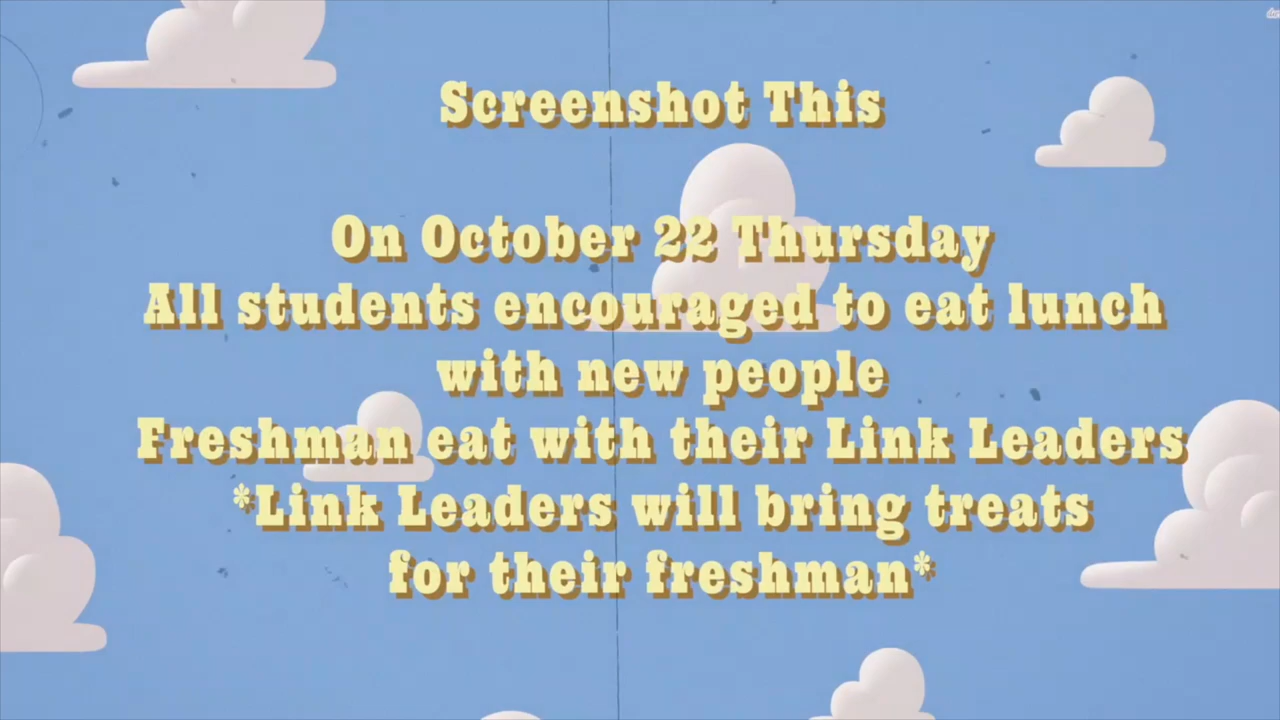 Screenshot This
On October 22 Thursday
All students encouraged to eat lunch
with new people
Freshman eat with their Link Leaders
*Link Leaders will bring treats
for their freshman*